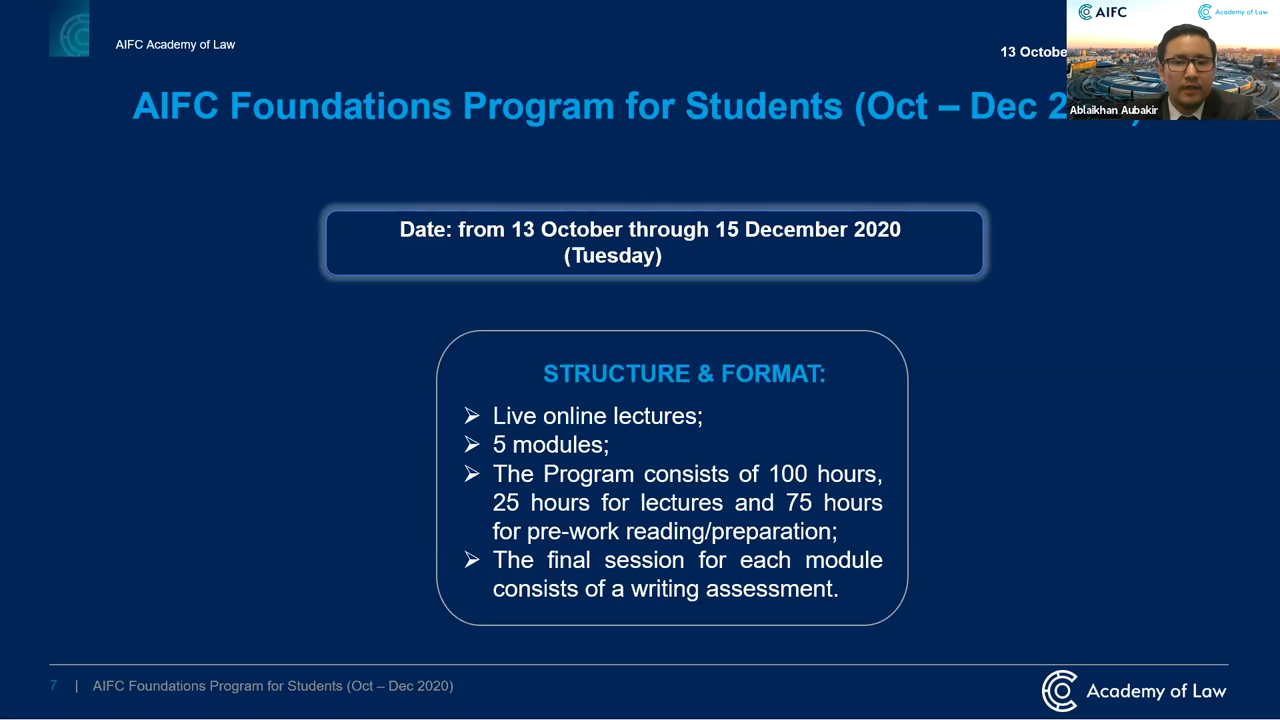 AIFC Academy of Law
13 Octobe
AIFC
Academy of Law
Ablaikhan Aubakir
AIFC Foundations Program for Students (Oct – Dec 2
Date: from 13 October through 15 December 2020
(Tuesday)
STRUCTURE & FORMAT:
➢ Live online lectures;
➢ 5 modules;
➢ The Program consists of 100 hours,
25 hours for lectures and 75 hours
for pre-work reading/preparation;
➢ The final session for each module
consists of a writing assessment.
7 | AIFC Foundations Program for Students (Oct – Dec 2020)
Academy of Law